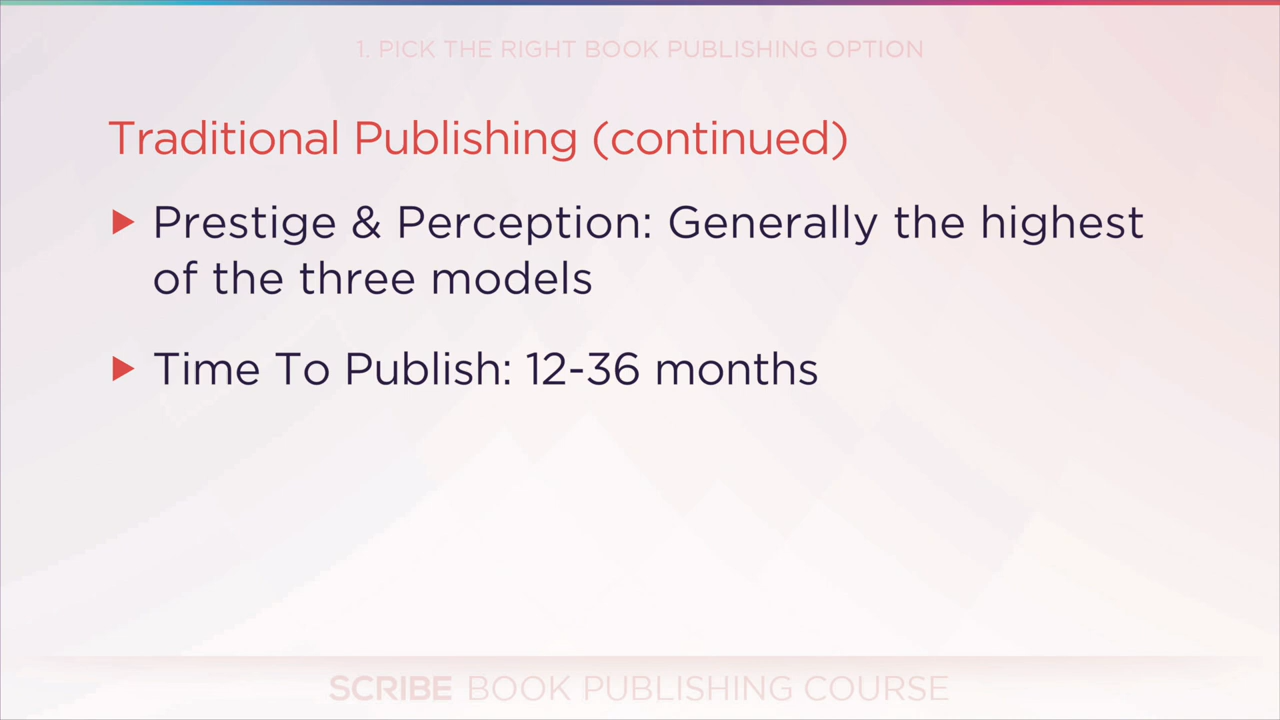 1. PICK THE RIGHT BOOK PUBLISHING OPTION
Traditional Publishing (continued)
Prestige & Perception: Generally the highest
of the three models
Time To Publish: 12-36 months
SCRIBE BOOK PUBLISHING COURSE